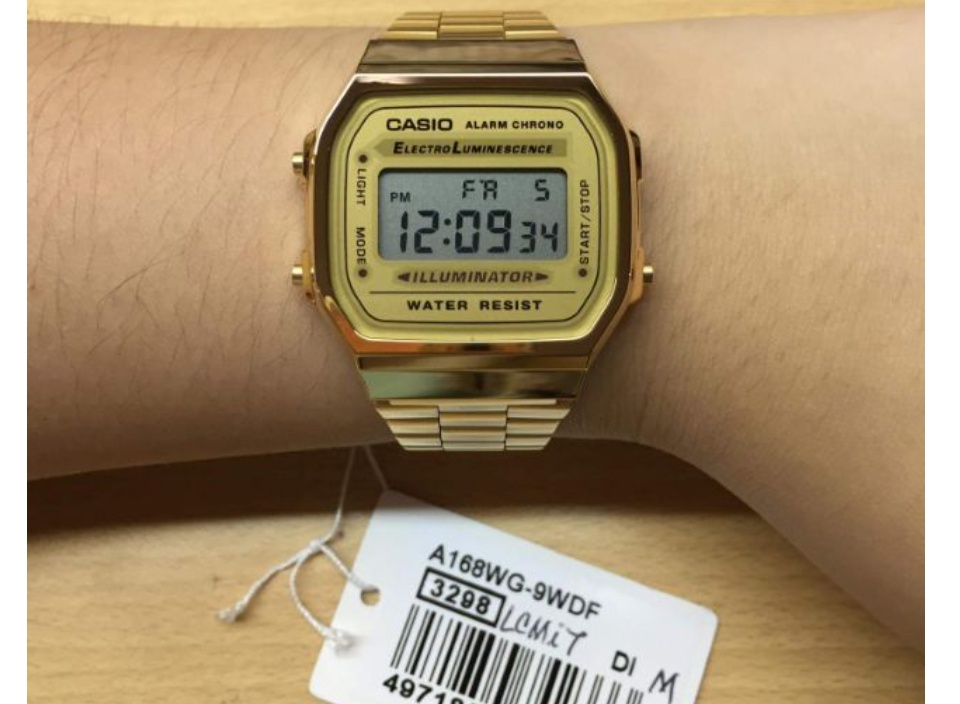 CASIO ALARM CHRONO
ELECTROLUMINESCENCE
LIGHT
MODE
PM FR 5
12:09 34
START/STOP
ILLUMINATOR
WATER RESIST
A168WG-9WDF
3298
DI M